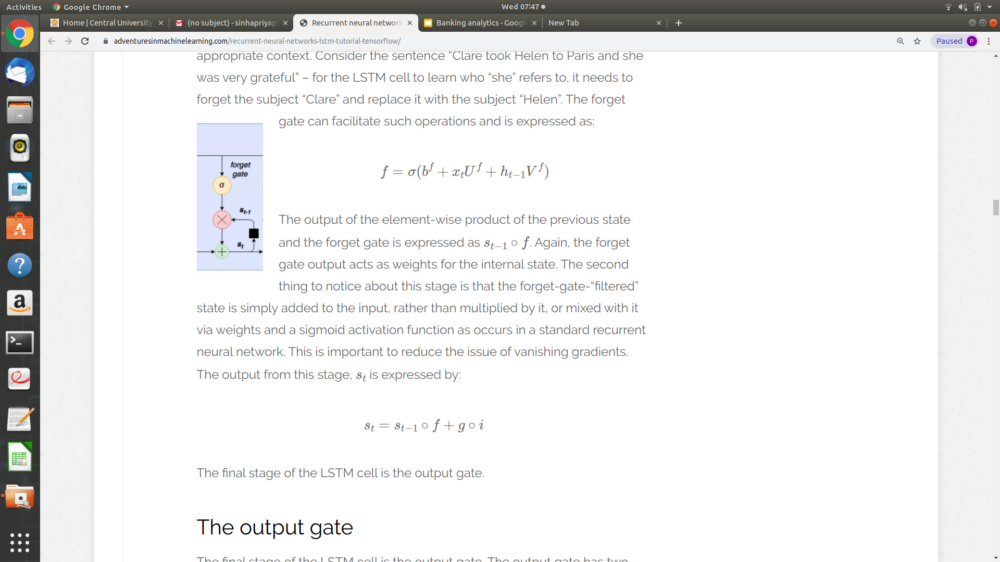 Activities Google Chrome Wed 07:47
Home | Central University (no subject) - sinhapriyap Recurrent neural network Banking analytics - Googl New Tab
adventuresinmachinelearning.com/recurrent-neural-networks-lstm-tutorial-tensorflow/ Paused P
appropriate context. Consider the sentence “Clare took Helen to Paris and she
was very grateful” – for the LSTM cell to learn who “she” refers to, it needs to
forget the subject “Clare” and replace it with the subject “Helen”. The forget
gate can facilitate such operations and is expressed as:
forget
gate
σ
s_{t-1}
s_t
f = σ(b^f + x_tU^f + h_{t−1}V^f)
The output of the element-wise product of the previous state
and the forget gate is expressed as s_{t−1} ∘ f. Again, the forget
gate output acts as weights for the internal state. The second
thing to notice about this stage is that the forget-gate-“filtered”
state is simply added to the input, rather than multiplied by it, or mixed with it
via weights and a sigmoid activation function as occurs in a standard recurrent
neural network. This is important to reduce the issue of vanishing gradients.
The output from this stage, s_t is expressed by:
s_t = s_{t−1} ∘ f + g ∘ i
The final stage of the LSTM cell is the output gate.
The output gate
The final stage of the LSTM cell is the output gate. The output gate has two